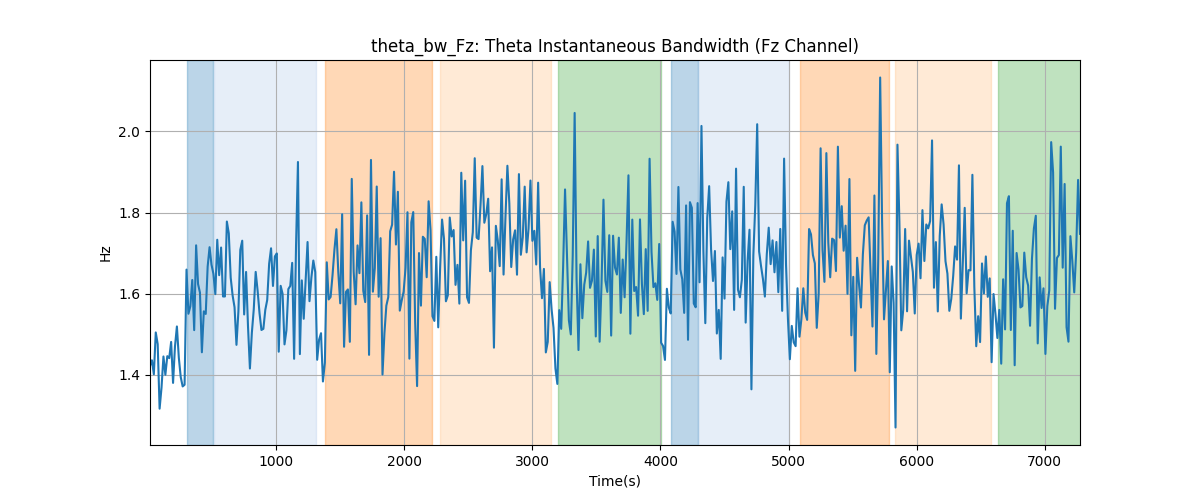 theta_bw_Fz: Theta Instantaneous Bandwidth (Fz Channel)
2.0
1.8
1.6
1.4
Hz
1000 2000 3000 4000 5000 6000 7000
Time(s)